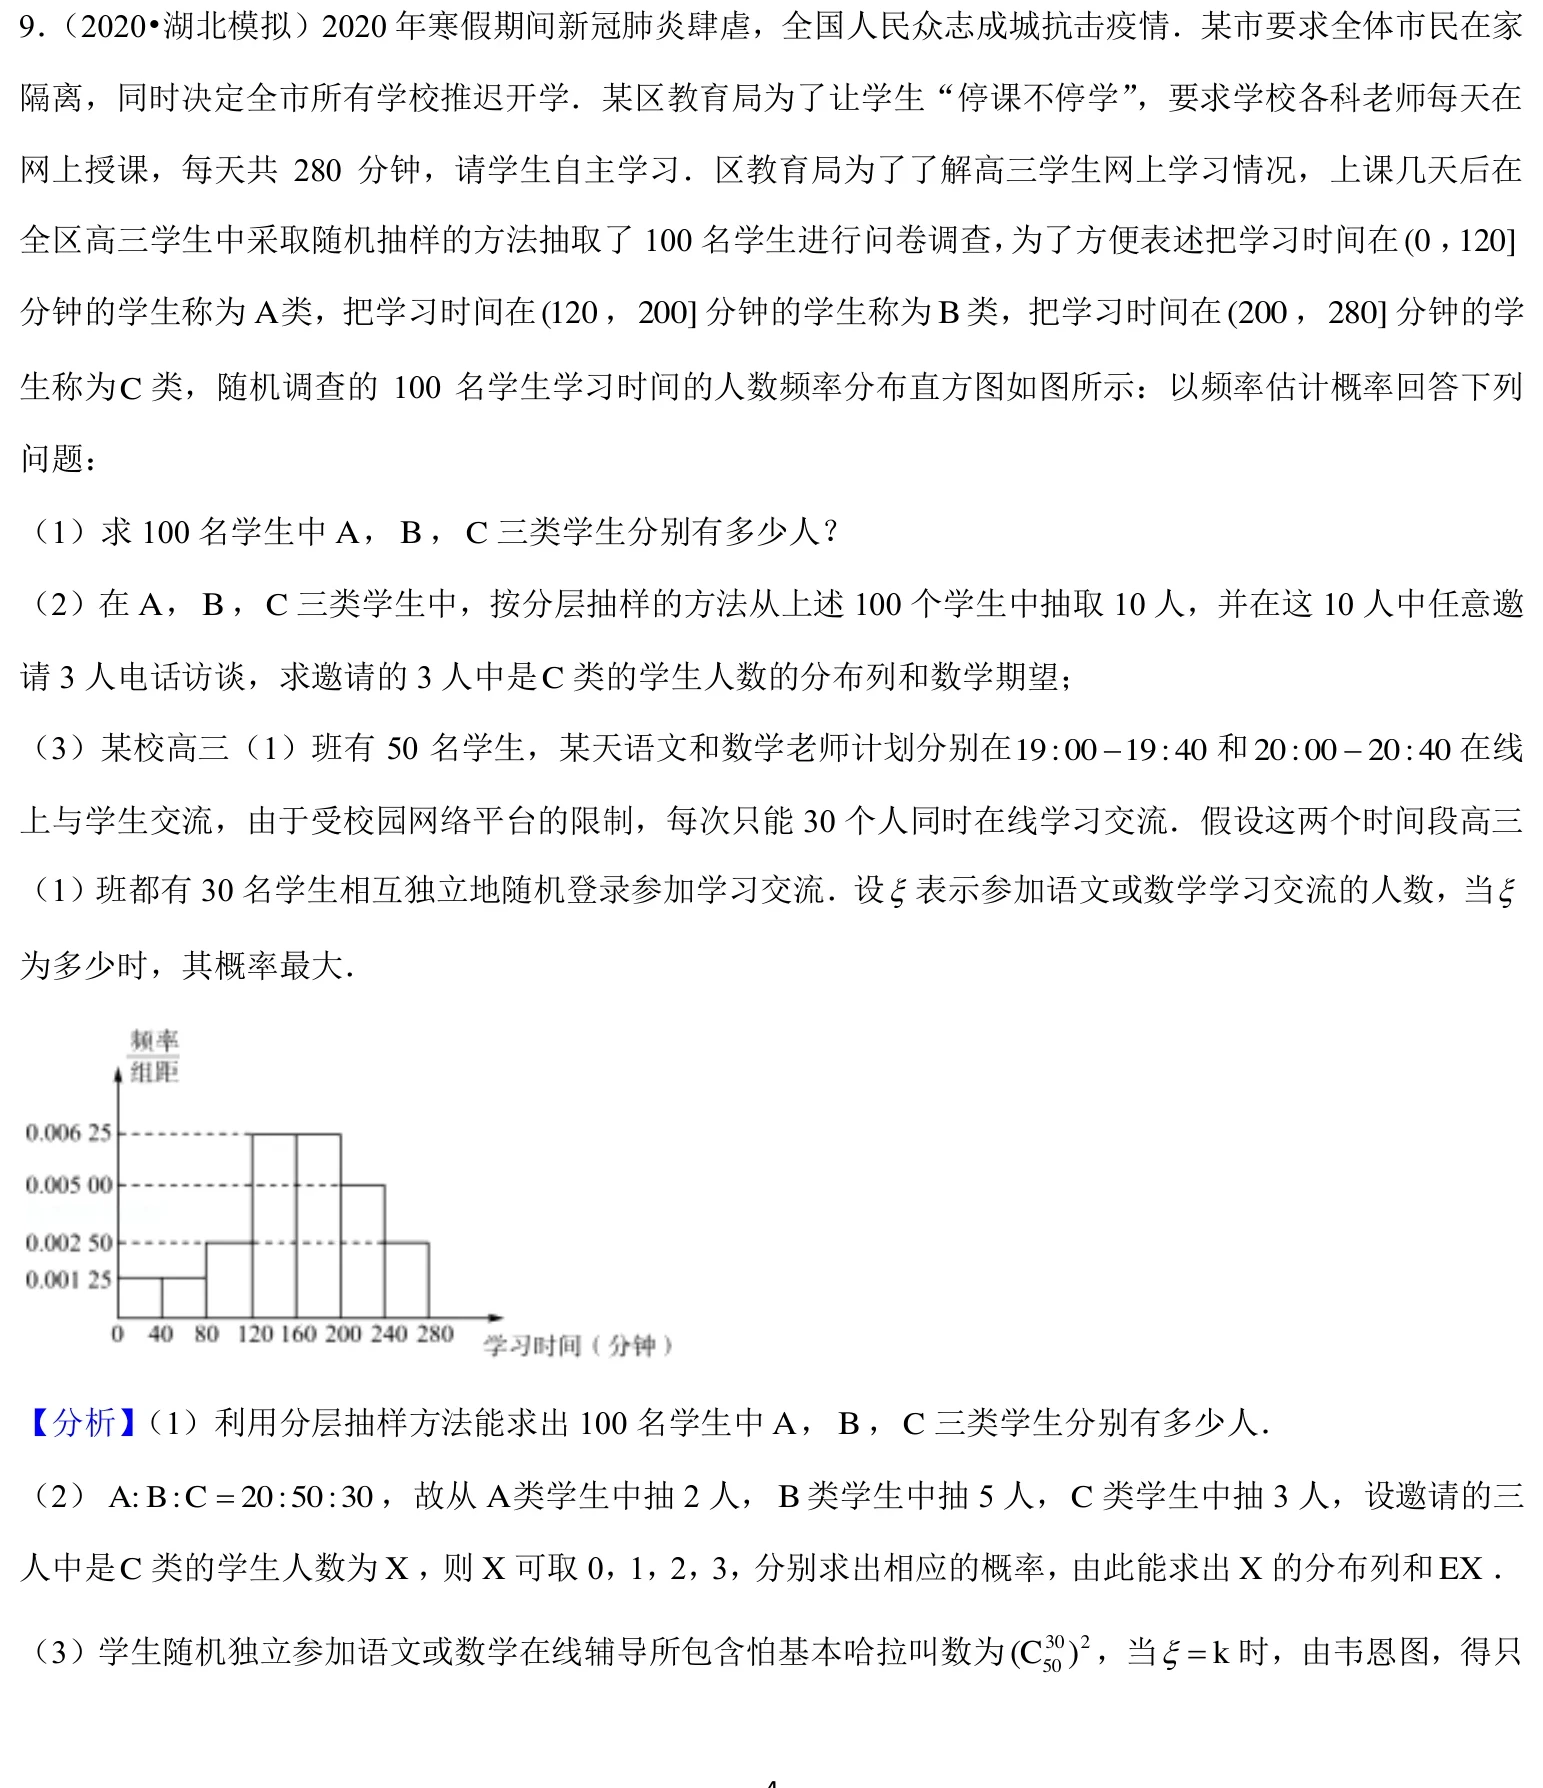 9.（2020•湖北模拟）2020 年寒假期间新冠肺炎肆虐，全国人民众志成城抗击疫情．某市要求全体市民在家
隔离，同时决定全市所有学校推迟开学．某区教育局为了让学生“停课不停学”，要求学校各科老师每天在
网上授课，每天共 280 分钟，请学生自主学习．区教育局为了了解高三学生网上学习情况，上课几天后在
全区高三学生中采取随机抽样的方法抽取了 100 名学生进行问卷调查，为了方便表述把学习时间在 (0，120]
分钟的学生称为 A类，把学习时间在 (120，200] 分钟的学生称为 B 类，把学习时间在 (200，280] 分钟的学
生称为 C 类，随机调查的 100 名学生学习时间的人数频率分布直方图如图所示：以频率估计概率回答下列
问题：
（1）求 100 名学生中 A，B，C 三类学生分别有多少人？
（2）在 A，B，C 三类学生中，按分层抽样的方法从上述 100 个学生中抽取 10 人，并在这 10 人中任意邀
请 3 人电话访谈，求邀请的 3 人中是 C 类的学生人数的分布列和数学期望；
（3）某校高三（1）班有 50 名学生，某天语文和数学老师计划分别在 19:00－19:40 和 20:00－20:40 在线
上与学生交流，由于受校园网络平台的限制，每次只能 30 个人同时在线学习交流．假设这两个时间段高三
（1）班都有 30 名学生相互独立地随机登录参加学习交流．设 ξ 表示参加语文或数学学习交流的人数，当 ξ
为多少时，其概率最大．
频率
组距
0.006 25
0.005 00
0.002 50
0.001 25
0 40 80 120 160 200 240 280
学习时间（分钟）
【分析】（1）利用分层抽样方法能求出 100 名学生中 A，B，C 三类学生分别有多少人．
（2） A:B:C＝20:50:30，故从 A类学生中抽 2 人，B 类学生中抽 5 人，C 类学生中抽 3 人，设邀请的三
人中是 C 类的学生人数为 X，则 X 可取 0，1，2，3，分别求出相应的概率，由此能求出 X 的分布列和 EX．
（3）学生随机独立参加语文或数学在线辅导所包含怕基本哈拉叫数为 (C₅₀³⁰)²，当 ξ＝k 时，由韦恩图，得只